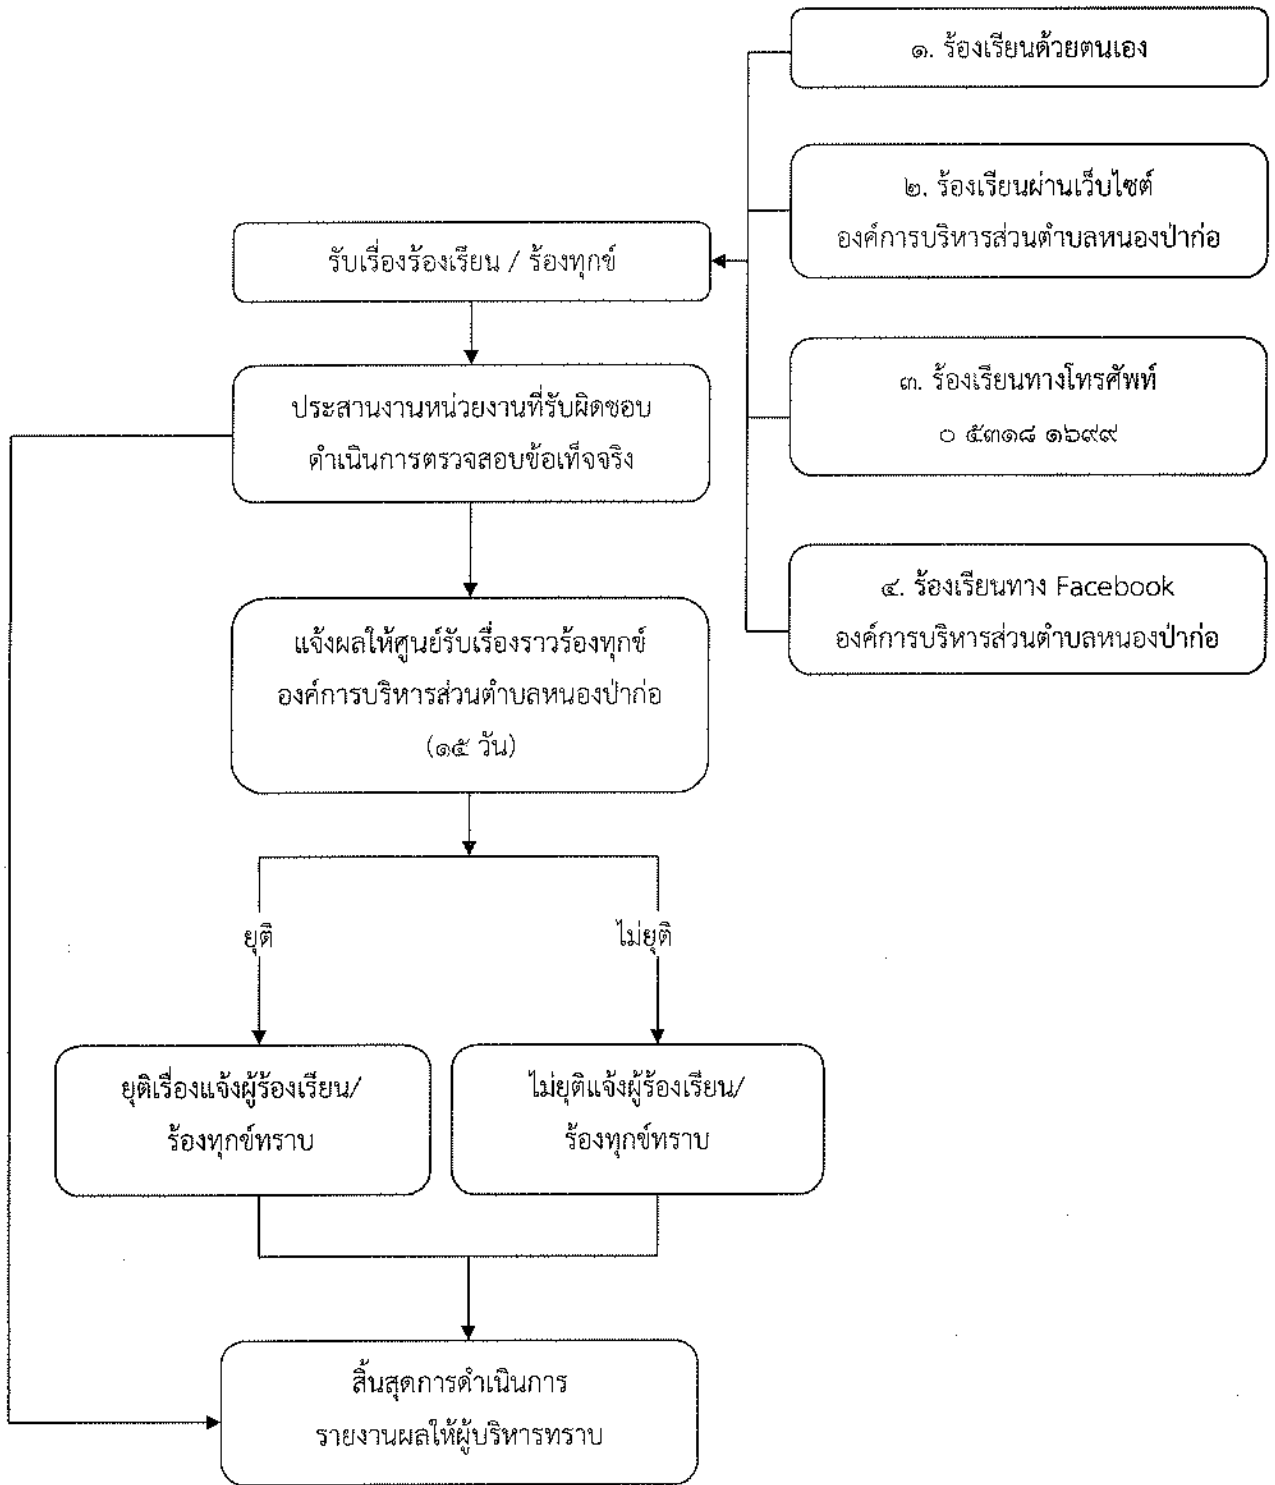 ๑. ร้องเรียนด้วยตนเอง
๒. ร้องเรียนผ่านเว็บไซต์
องค์การบริหารส่วนตำบลหนองป่าก่อ
๓. ร้องเรียนทางโทรศัพท์
๐ ๕๓๑๘ ๑๖๙๙
๔. ร้องเรียนทาง Facebook
องค์การบริหารส่วนตำบลหนองป่าก่อ
รับเรื่องร้องเรียน / ร้องทุกข์
ประสานงานหน่วยงานที่รับผิดชอบ
ดำเนินการตรวจสอบข้อเท็จจริง
แจ้งผลให้ศูนย์รับเรื่องราวร้องทุกข์
องค์การบริหารส่วนตำบลหนองป่าก่อ
(๑๕ วัน)
ยุติ
ไม่ยุติ
ยุติเรื่องแจ้งผู้ร้องเรียน/
ร้องทุกข์ทราบ
ไม่ยุติแจ้งผู้ร้องเรียน/
ร้องทุกข์ทราบ
สิ้นสุดการดำเนินการ
รายงานผลให้ผู้บริหารทราบ